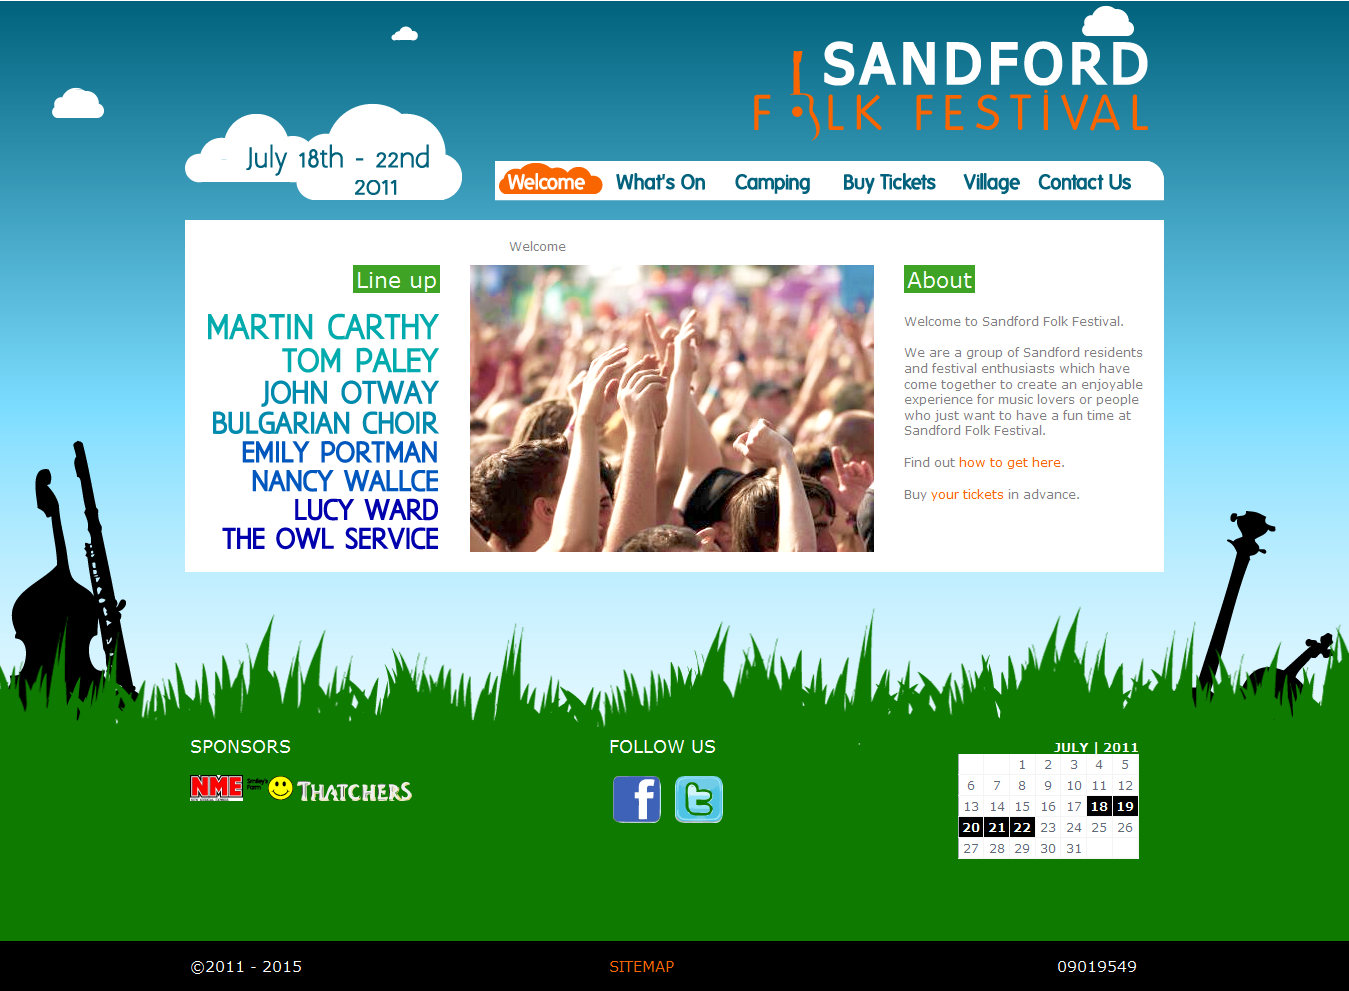 SANDFORD
FOLK FESTIVAL
July 18th - 22nd
2011
Welcome
What's On
Camping
Buy Tickets
Village
Contact Us
Welcome
Line up
MARTIN CARTHY
TOM PALEY
JOHN OTWAY
BULGARIAN CHOIR
EMILY PORTMAN
NANCY WALLCE
LUCY WARD
THE OWL SERVICE
About
Welcome to Sandford Folk Festival.
We are a group of Sandford residents
and festival enthusiasts which have
come together to create an enjoyable
experience for music lovers or people
who just want to have a fun time at
Sandford Folk Festival.
Find out how to get here.
Buy your tickets in advance.
SPONSORS
NME
Smiley's
Farm
THATCHERS
FOLLOW US
f
t
JULY | 2011
1 2 3 4 5
6 7 8 9 10 11 12
13 14 15 16 17 18 19
20 21 22 23 24 25 26
27 28 29 30 31
©2011 - 2015
SITEMAP
09019549